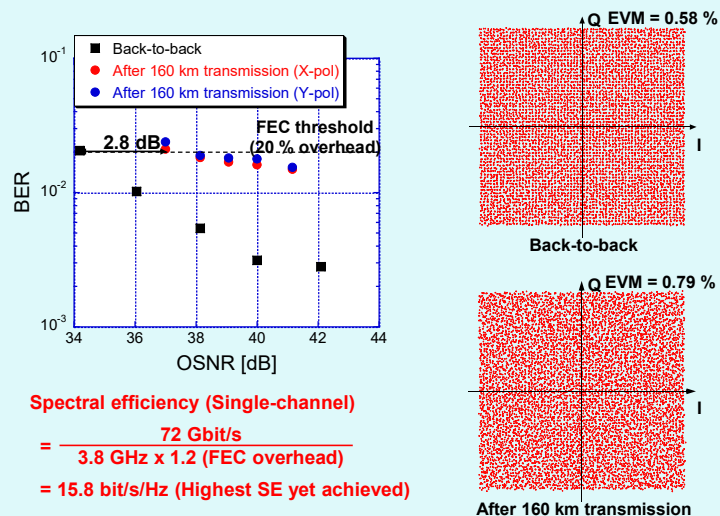 Back-to-back
After 160 km transmission (X-pol)
After 160 km transmission (Y-pol)
10-1
10-2
10-3
BER
2.8 dB
FEC threshold
(20 % overhead)
34 36 38 40 42 44
OSNR [dB]
Spectral efficiency (Single-channel)
= 72 Gbit/s
3.8 GHz x 1.2 (FEC overhead)
= 15.8 bit/s/Hz (Highest SE yet achieved)
Q EVM = 0.58 %
I
Back-to-back
Q EVM = 0.79 %
I
After 160 km transmission